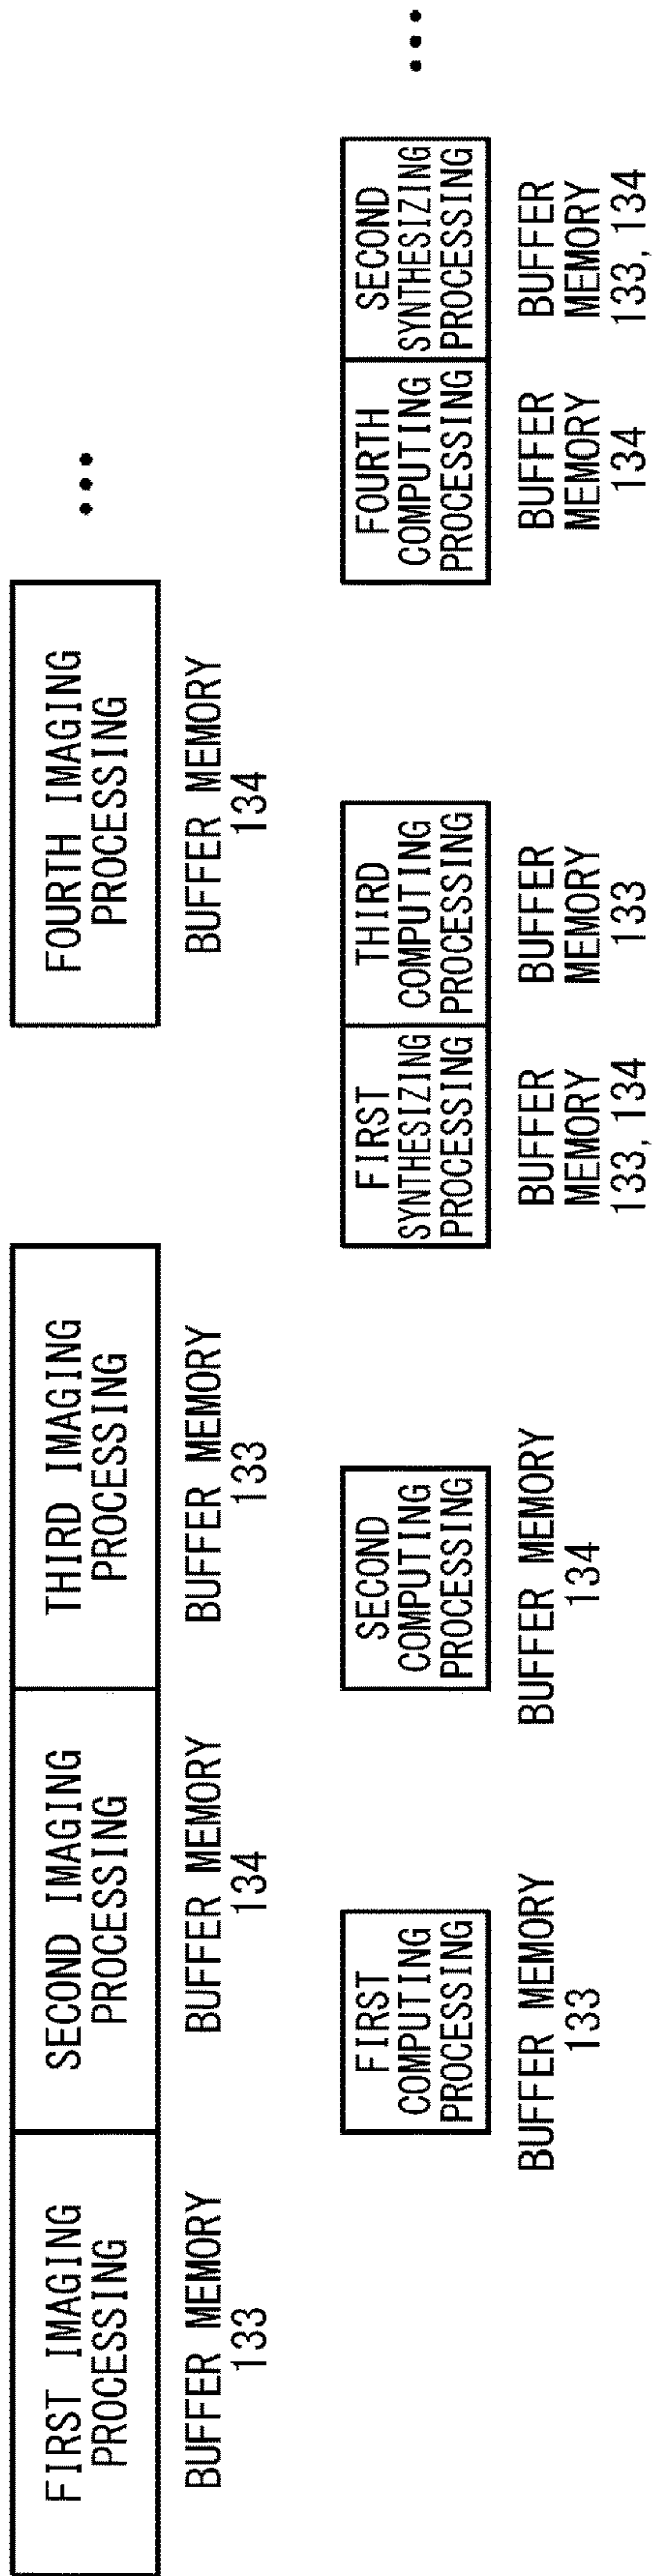 FIRST IMAGING
PROCESSING
BUFFER MEMORY
133
SECOND IMAGING
PROCESSING
BUFFER MEMORY
134
THIRD IMAGING
PROCESSING
BUFFER MEMORY
133
FOURTH IMAGING
PROCESSING
BUFFER MEMORY
134
...
FIRST
COMPUTING
PROCESSING
BUFFER MEMORY
133
SECOND
COMPUTING
PROCESSING
BUFFER MEMORY
134
FIRST
SYNTHESIZING
PROCESSING
BUFFER
MEMORY
133, 134
THIRD
COMPUTING
PROCESSING
BUFFER
MEMORY
133
FOURTH
COMPUTING
PROCESSING
BUFFER
MEMORY
134
SECOND
SYNTHESIZING
PROCESSING
BUFFER
MEMORY
133, 134
...